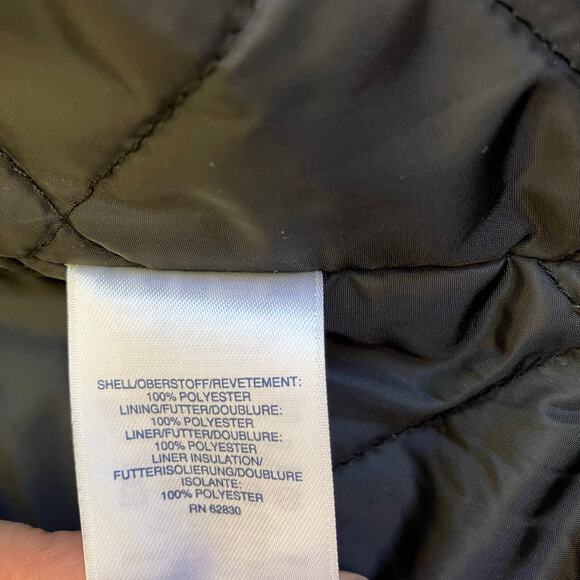 SHELL/OBERSTOFF/REVETEMENT:
100% POLYESTER
LINING/FUTTER/DOUBLURE:
100% POLYESTER
LINER/FUTTER/DOUBLURE:
100% POLYESTER
LINER INSULATION/
FUTTERISOLIERUNG/DOUBLURE
ISOLANTE:
100% POLYESTER
RN 62830